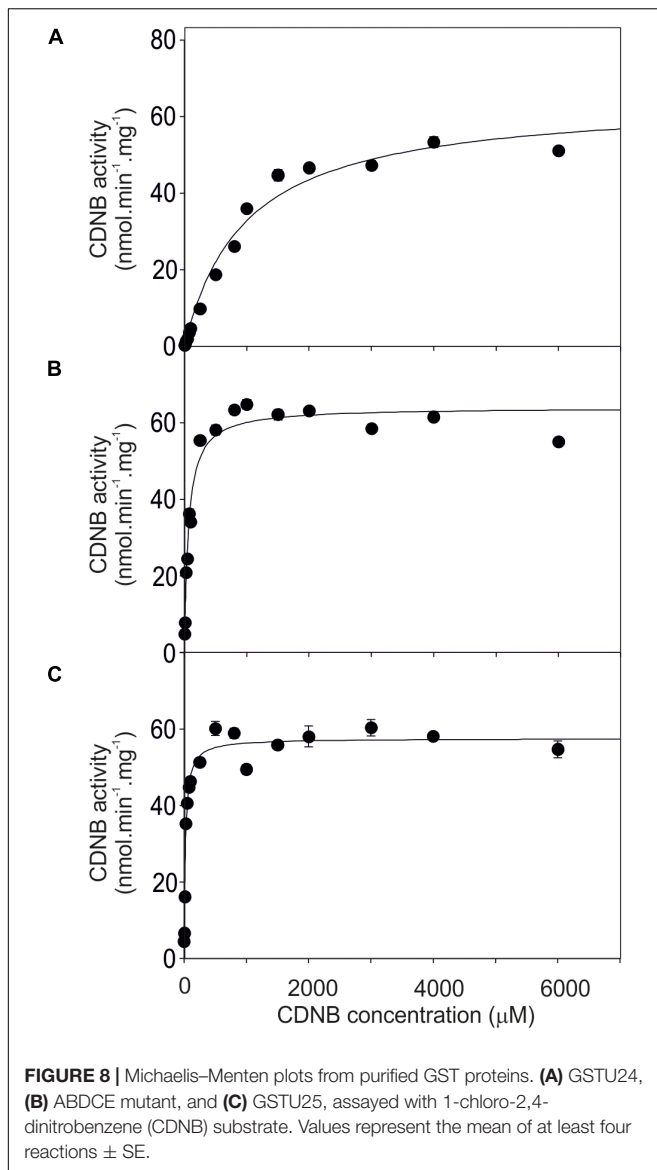 A
80
60
40
20
0
CDNB activity
(nmol.min-1.mg-1)
B
60
40
20
0
CDNB activity
(nmol.min-1.mg-1)
C
60
40
20
0
CDNB activity
(nmol.min-1.mg-1)
0 2000 4000 6000
CDNB concentration (μM)
FIGURE 8 | Michaelis–Menten plots from purified GST proteins. (A) GSTU24,
(B) ABDCE mutant, and (C) GSTU25, assayed with 1-chloro-2,4-
dinitrobenzene (CDNB) substrate. Values represent the mean of at least four
reactions ± SE.